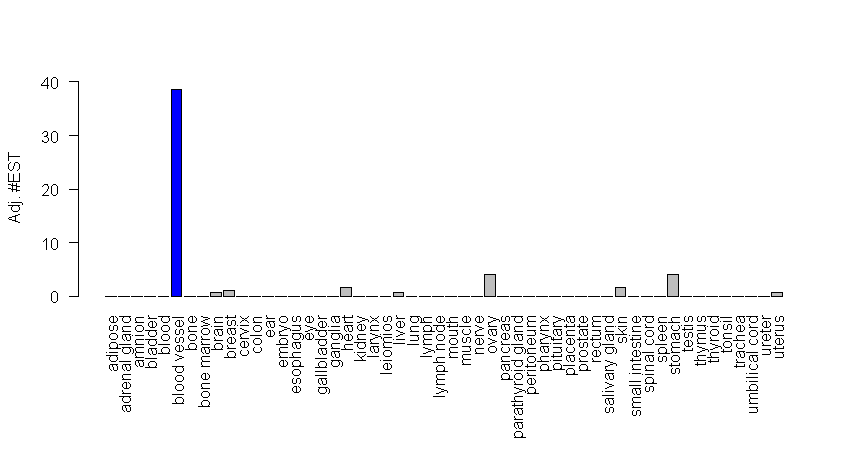 Adj. #EST
40
30
20
10
0
adipose
adrenal gland
amnion
bladder
blood
blood vessel
bone
bone marrow
brain
breast
cervix
colon
ear
embryo
esophagus
eye
gallbladder
ganglia
heart
kidney
larynx
leiomios
liver
lung
lymph
lymph node
mouth
muscle
nerve
ovary
pancreas
parathyroid gland
peritoneum
pharynx
pituitary
placenta
prostate
rectum
salivary gland
skin
small intestine
spinal cord
spleen
stomach
testis
thymus
thyroid
tonsil
trachea
umbilical cord
ureter
uterus